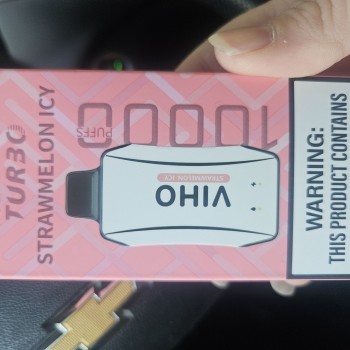 TURBO
STRAWMELON ICY
10000
PUFFS
VIHO
STRAWMELON ICY
WARNING:
THIS PRODUCT CONTAINS